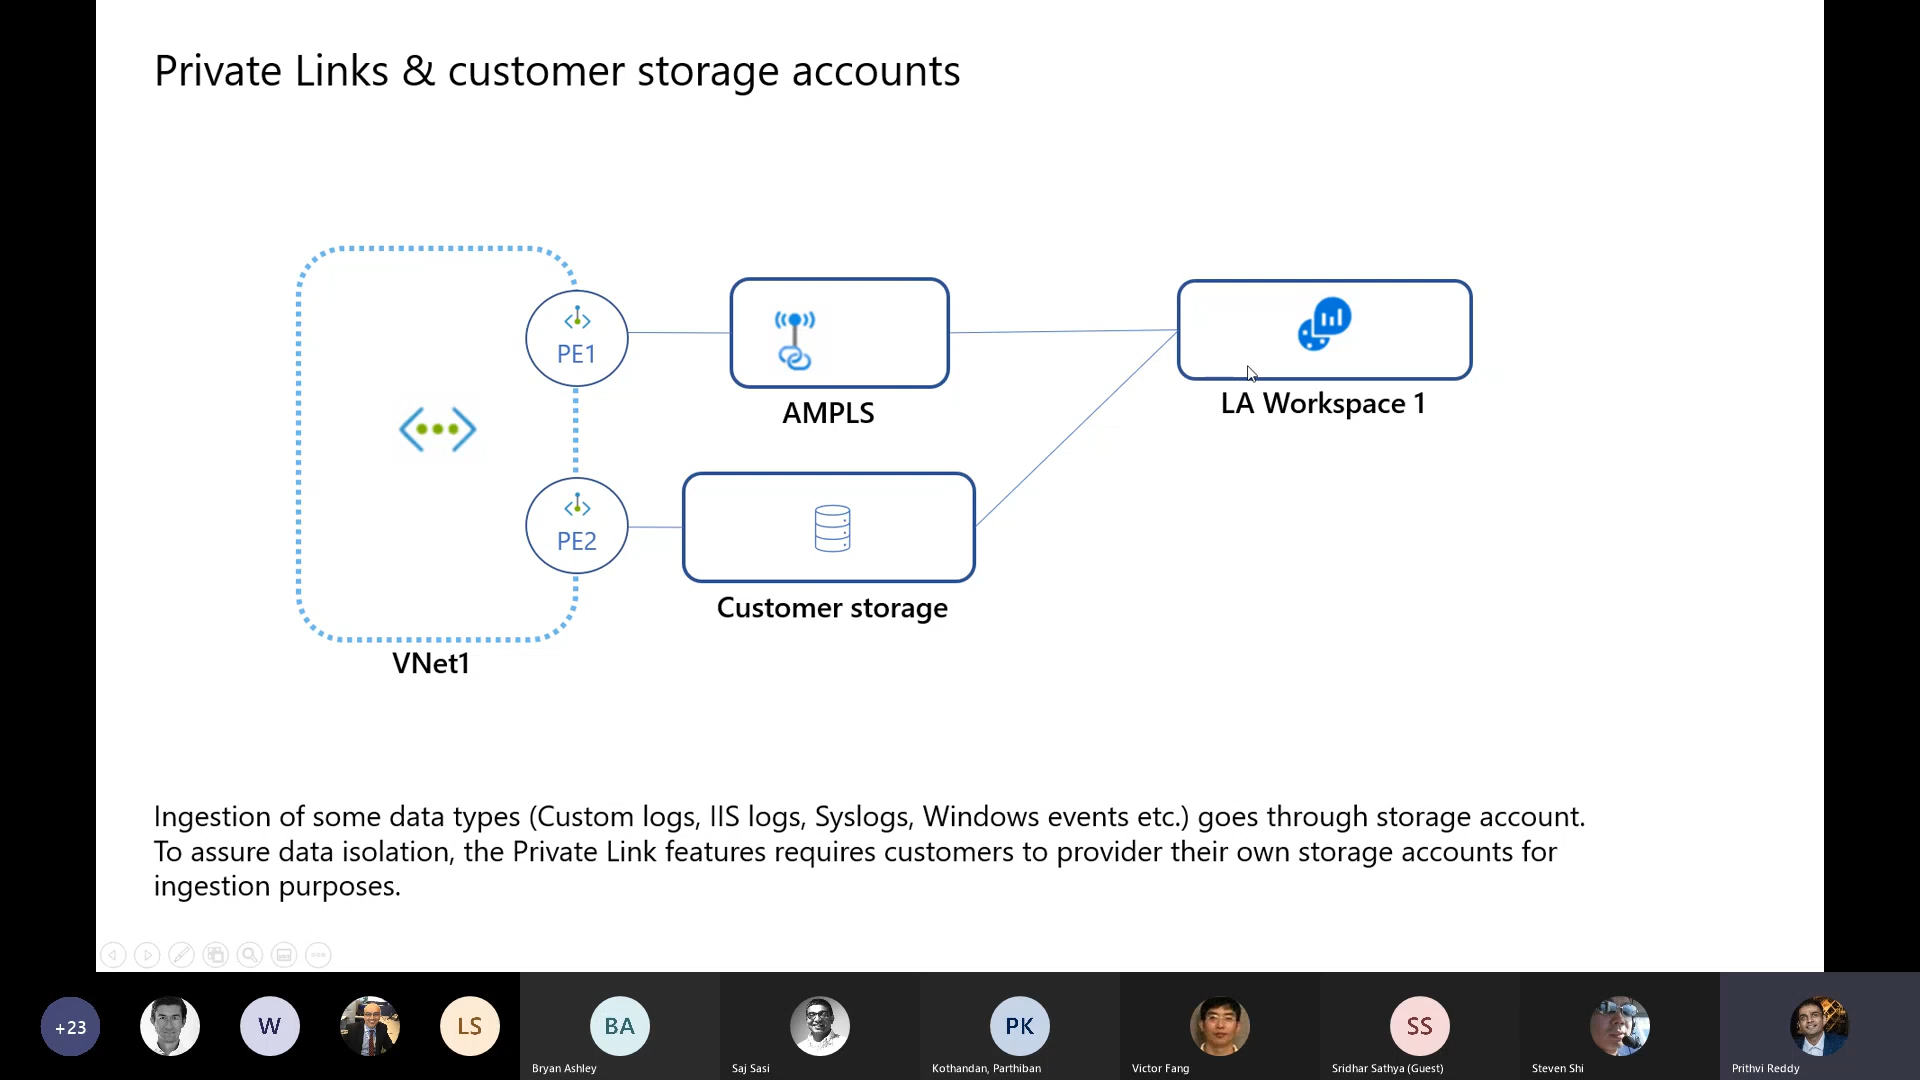 Private Links & customer storage accounts
PE1
AMPLS
LA Workspace 1
PE2
Customer storage
VNet1
Ingestion of some data types (Custom logs, IIS logs, Syslogs, Windows events etc.) goes through storage account.
To assure data isolation, the Private Link features requires customers to provider their own storage accounts for
ingestion purposes.
+23
W
LS
BA
PK
SS
Bryan Ashley
Saj Sasi
Kothandan, Parthiban
Victor Fang
Sridhar Sathya (Guest)
Steven Shi
Prithvi Reddy